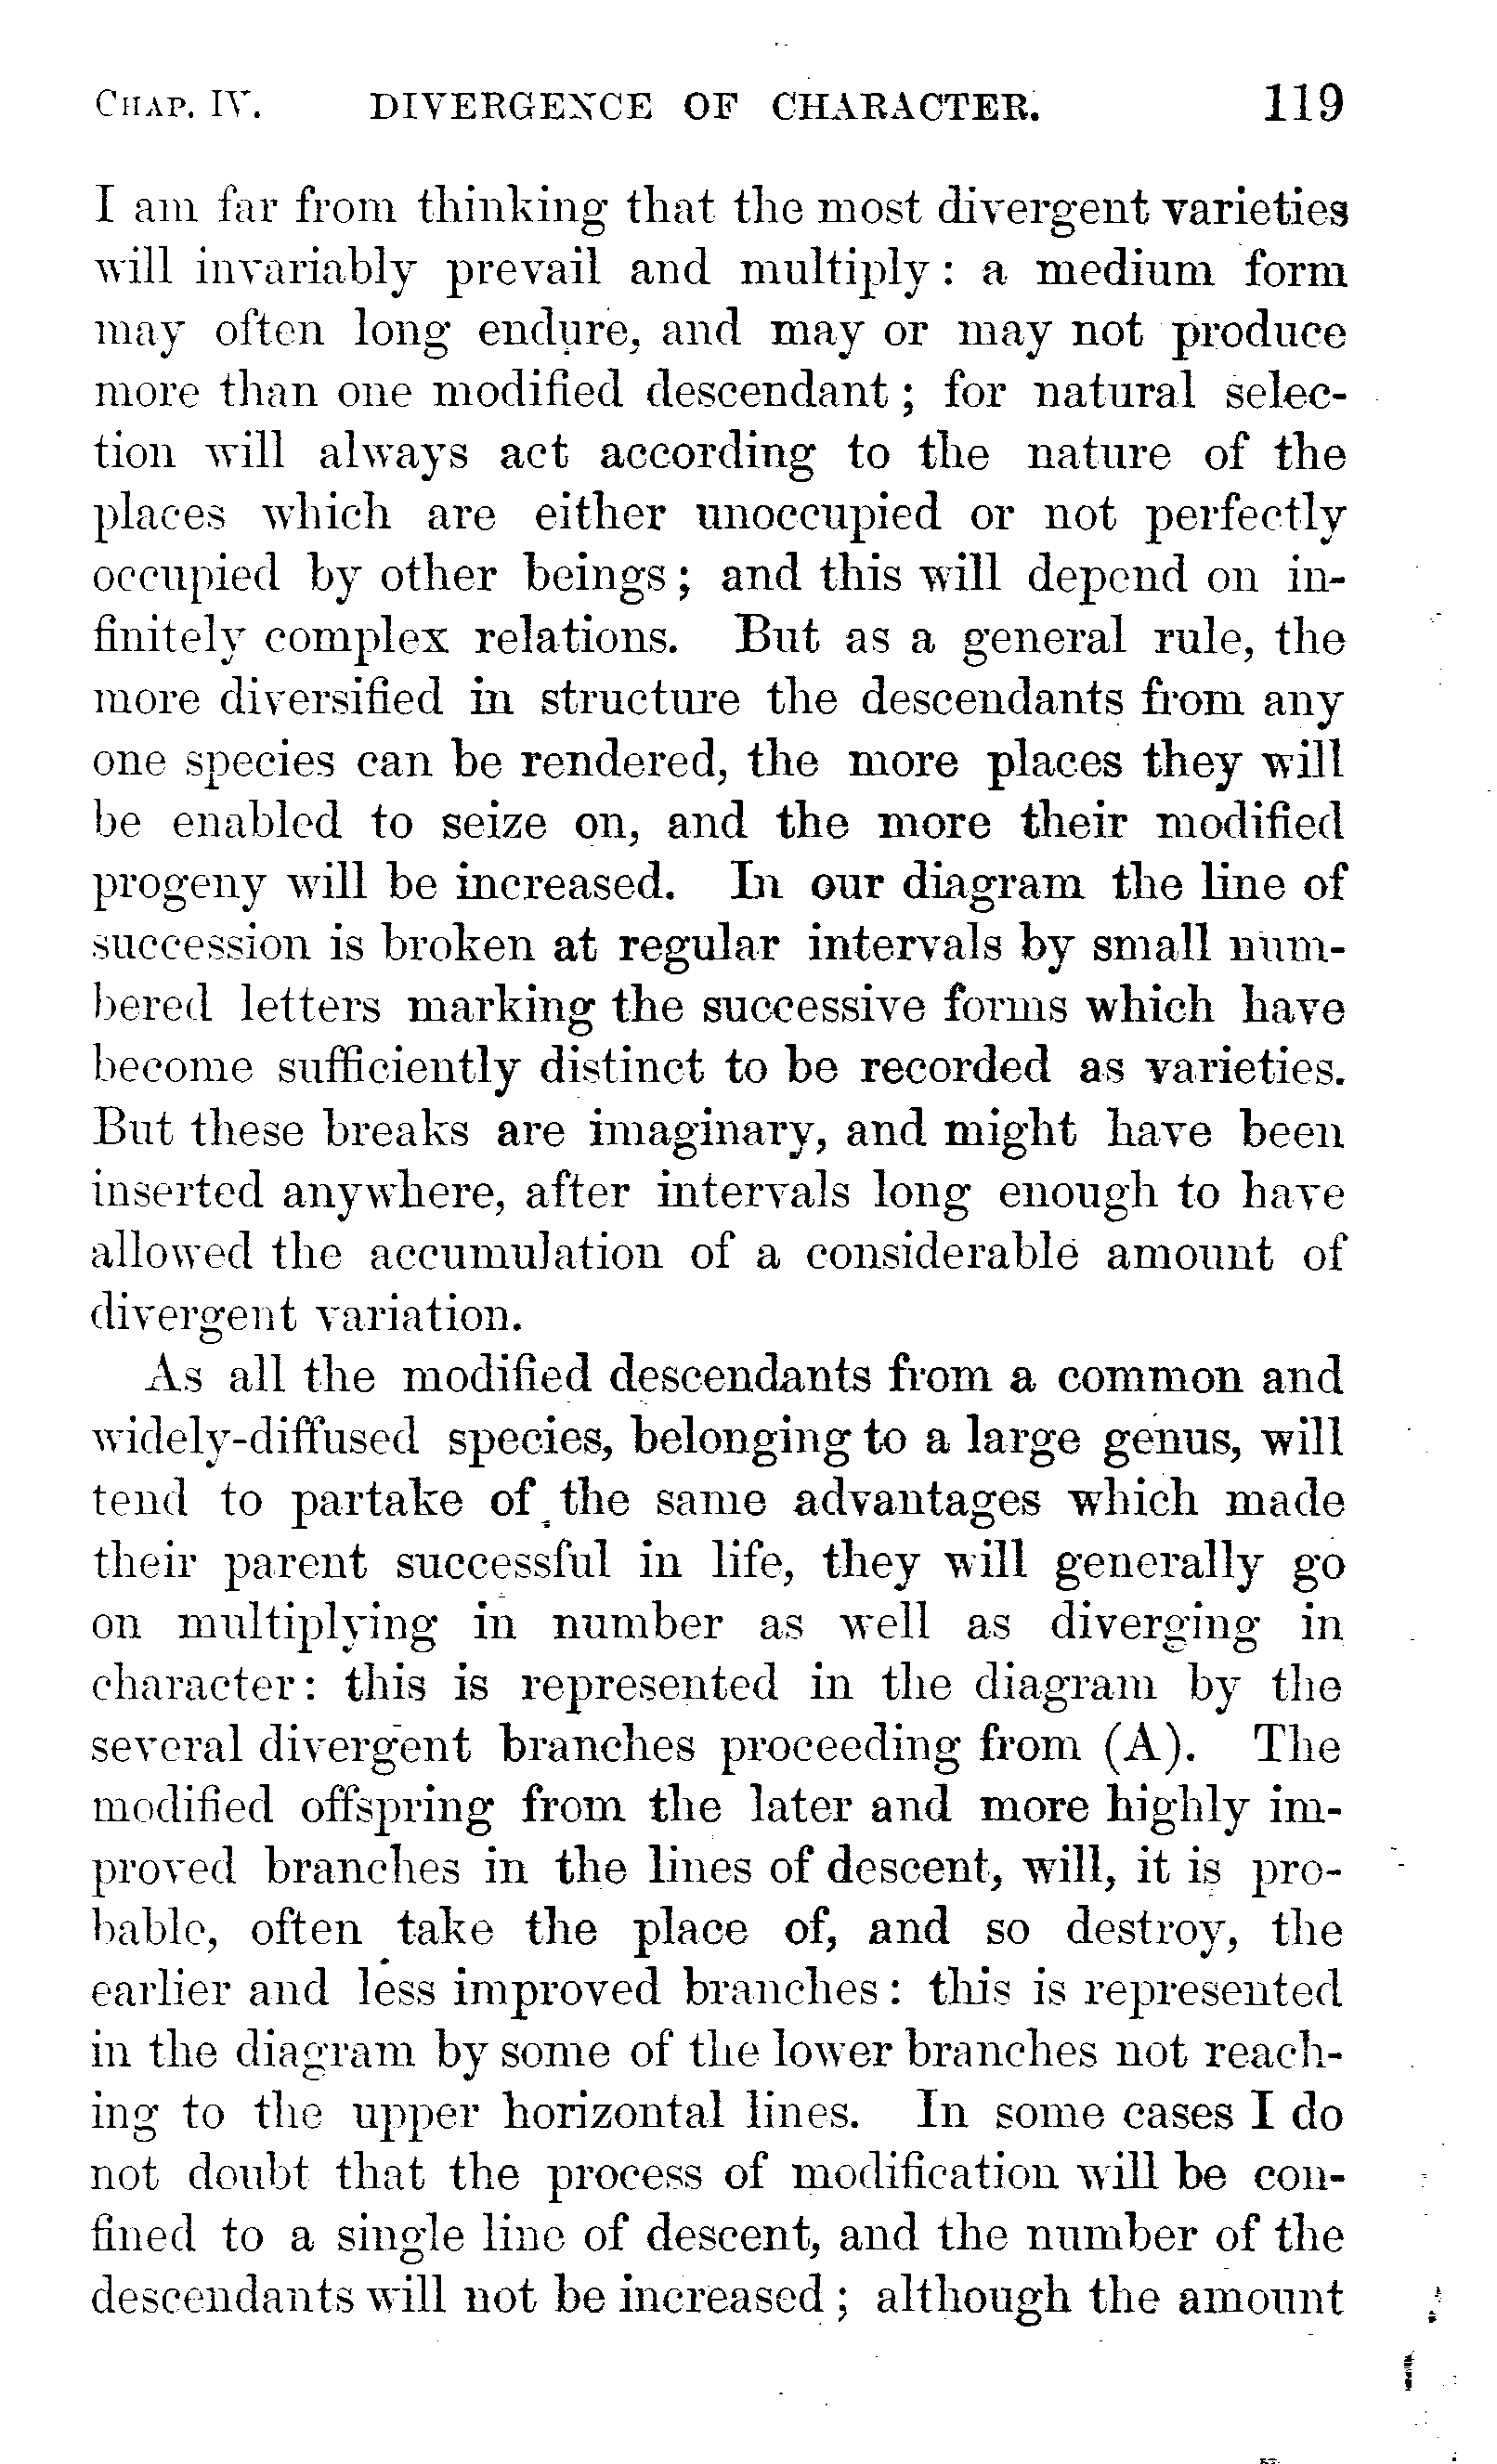 CHAP. IV. DIVERGENCE OF CHARACTER. 119
I am far from thinking that the most divergent varieties
will invariably prevail and multiply: a medium form
may often long endure, and may or may not produce
more than one modified descendant; for natural selec-
tion will always act according to the nature of the
places which are either unoccupied or not perfectly
occupied by other beings; and this will depend on in-
finitely complex relations. But as a general rule, the
more diversified in structure the descendants from any
one species can be rendered, the more places they will
be enabled to seize on, and the more their modified
progeny will be increased. In our diagram the line of
succession is broken at regular intervals by small num-
bered letters marking the successive forms which have
become sufficiently distinct to be recorded as varieties.
But these breaks are imaginary, and might have been
inserted anywhere, after intervals long enough to have
allowed the accumulation of a considerable amount of
divergent variation.
As all the modified descendants from a common and
widely-diffused species, belonging to a large genus, will
tend to partake of the same advantages which made
their parent successful in life, they will generally go
on multiplying in number as well as diverging in
character: this is represented in the diagram by the
several divergent branches proceeding from (A). The
modified offspring from the later and more highly im-
proved branches in the lines of descent, will, it is pro-
bable, often take the place of, and so destroy, the
earlier and less improved branches: this is represented
in the diagram by some of the lower branches not reach-
ing to the upper horizontal lines. In some cases I do
not doubt that the process of modification will be con-
fined to a single line of descent, and the number of the
descendants will not be increased; although the amount